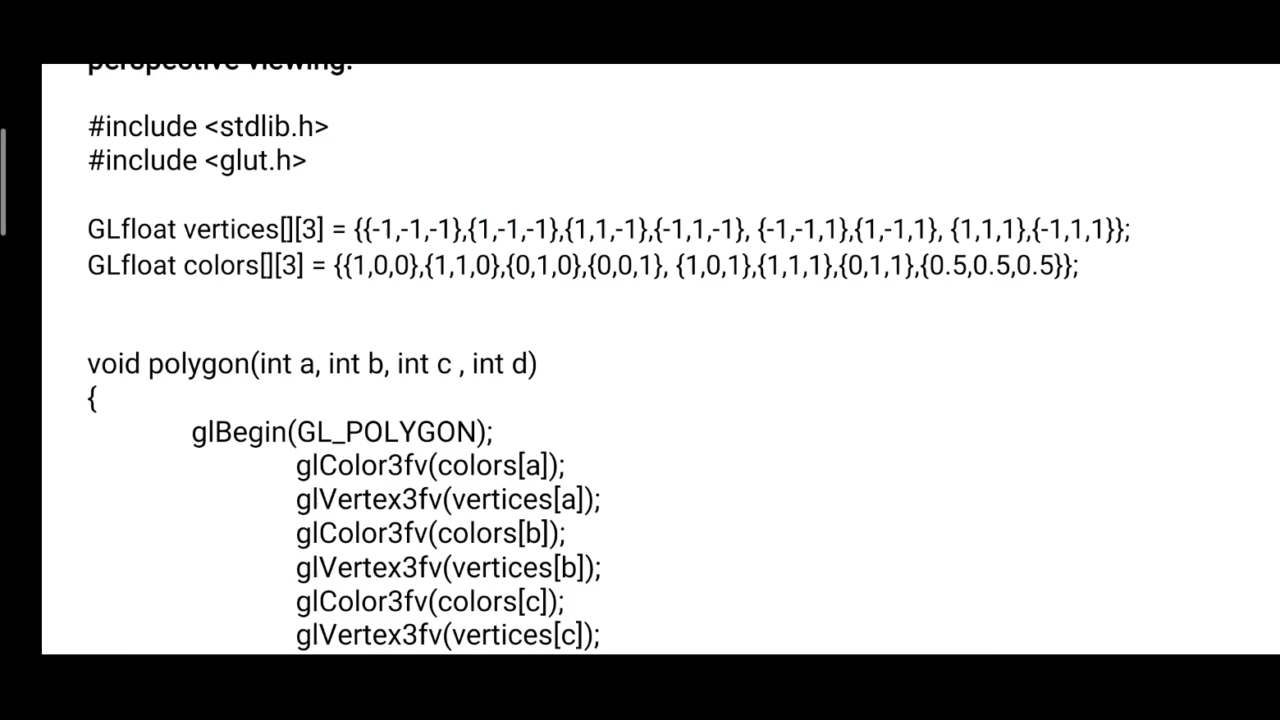 perspective viewing.
#include <stdlib.h>
#include <glut.h>
GLfloat vertices[][3] = {{-1,-1,-1},{1,-1,-1},{1,1,-1},{-1,1,-1}, {-1,-1,1},{1,-1,1}, {1,1,1},{-1,1,1}};
GLfloat colors[][3] = {{1,0,0},{1,1,0},{0,1,0},{0,0,1}, {1,0,1},{1,1,1},{0,1,1},{0.5,0.5,0.5}};
void polygon(int a, int b, int c , int d)
{
glBegin(GL_POLYGON);
glColor3fv(colors[a]);
glVertex3fv(vertices[a]);
glColor3fv(colors[b]);
glVertex3fv(vertices[b]);
glColor3fv(colors[c]);
glVertex3fv(vertices[c]);